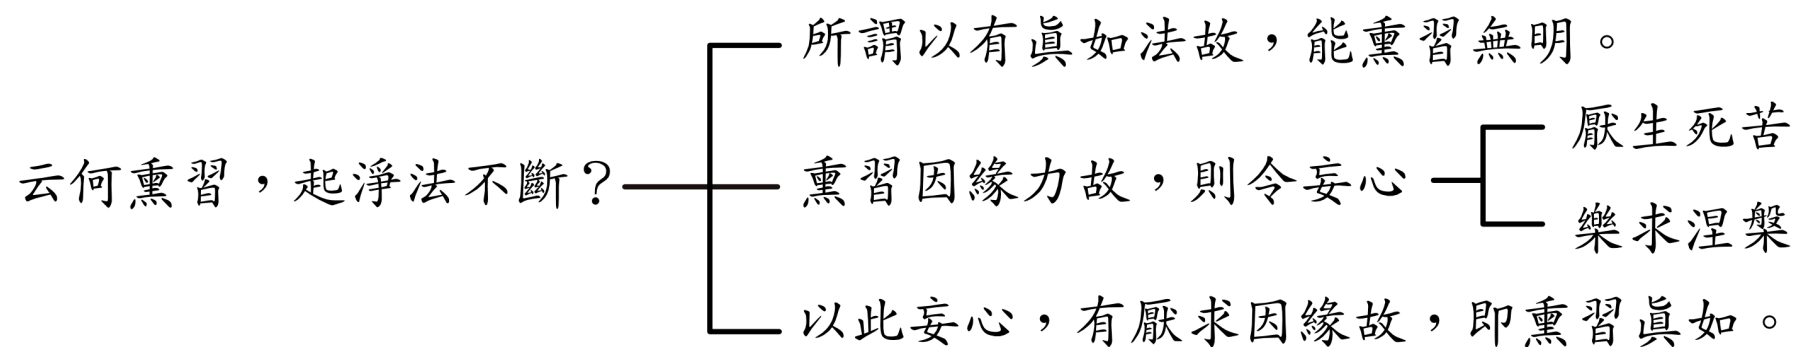 云何熏習，起淨法不斷？
所謂以有眞如法故，能熏習無明。
熏習因緣力故，則令妄心
厭生死苦
樂求涅槃
以此妄心，有厭求因緣故，即熏習眞如。